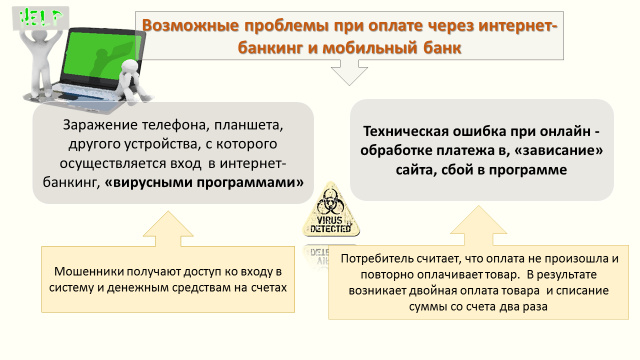 HELP
Возможные проблемы при оплате через интернет-
банкинг и мобильный банк
Заражение телефона, планшета,
другого устройства, с которого
осуществляется вход в интернет-
банкинг, «вирусными программами»
Техническая ошибка при онлайн -
обработке платежа в, «зависание»
сайта, сбой в программе
VIRUS
DETECTED
Мошенники получают доступ ко входу в
систему и денежным средствам на счетах
Потребитель считает, что оплата не произошла и
повторно оплачивает товар. В результате
возникает двойная оплата товара и списание
суммы со счета два раза